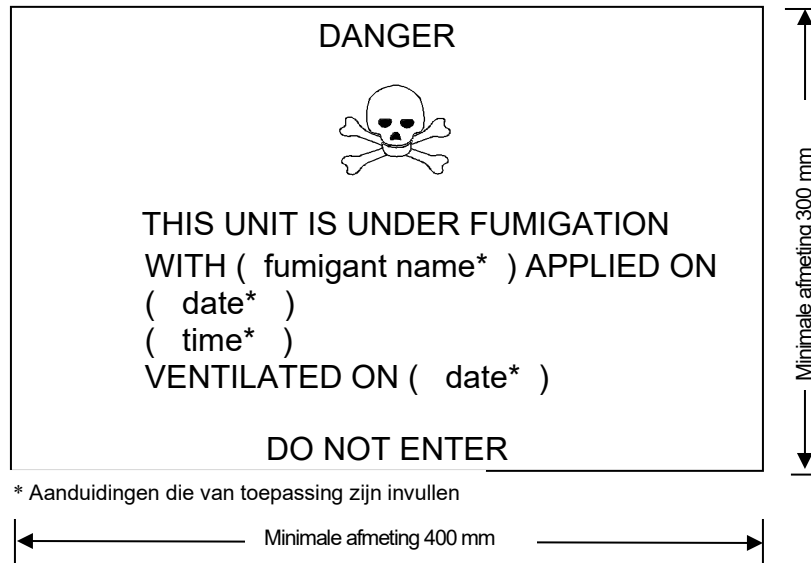 DANGER
THIS UNIT IS UNDER FUMIGATION
WITH ( fumigant name* ) APPLIED ON
( date* )
( time* )
VENTILATED ON ( date* )
DO NOT ENTER
* Aanduidingen die van toepassing zijn invullen
Minimale afmeting 400 mm
Minimale afmeting 300 mm